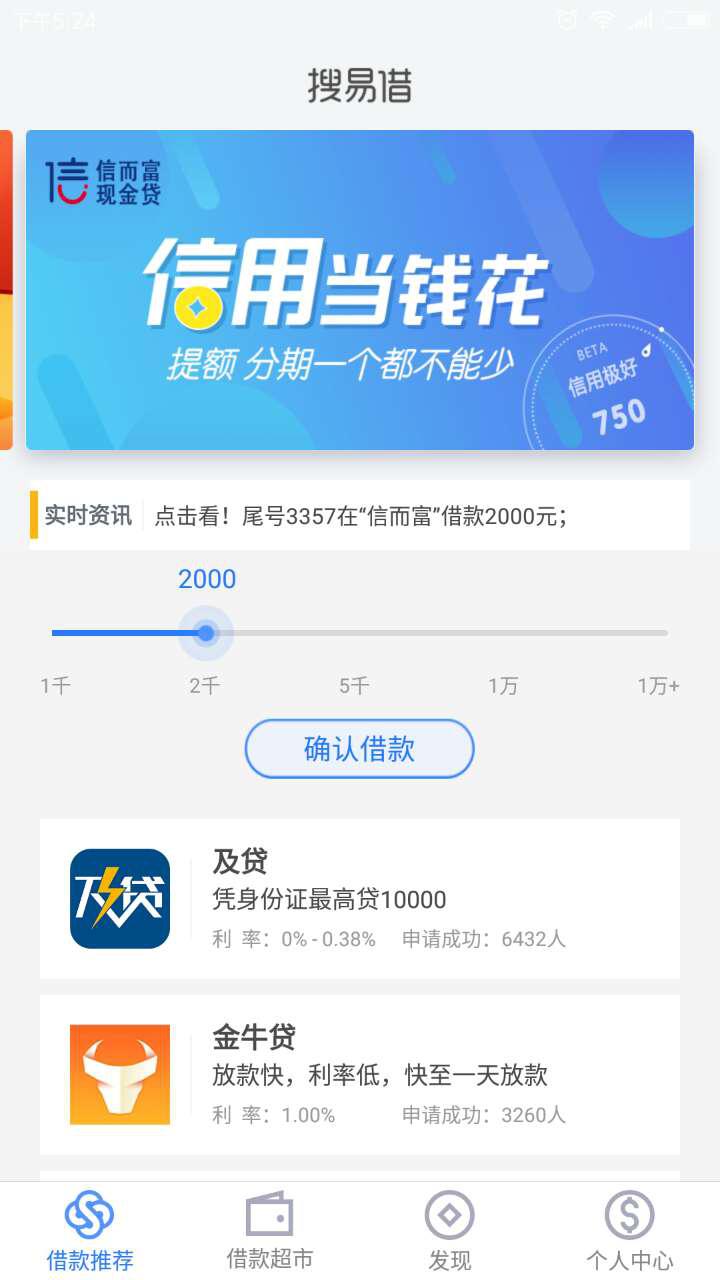 下午5:24
搜易借
信 信而富
现金贷
信用当钱花
提额 分期一个都不能少
BETA
信用极好
750
实时资讯 点击看！尾号3357在“信而富”借款2000元；
2000
1千 2千 5千 1万 1万+
确认借款
及贷
及贷
凭身份证最高贷10000
利 率：0% - 0.38% 申请成功：6432人
金牛贷
放款快，利率低，快至一天放款
利 率：1.00% 申请成功：3260人
借款推荐 借款超市 发现 个人中心